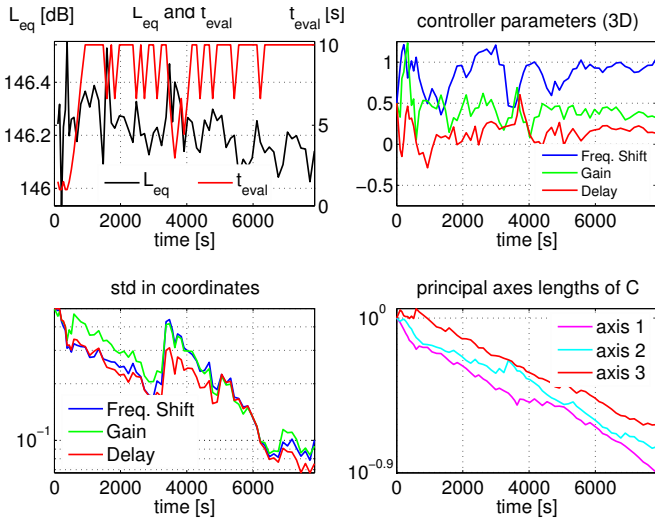 L_eq [dB]
L_eq and t_eval
t_eval [s]
146.4
146.2
146
10
5
0
L_eq
t_eval
0
2000
4000
6000
time [s]
controller parameters (3D)
1
0.5
0
−0.5
Freq. Shift
Gain
Delay
0
2000
4000
6000
time [s]
std in coordinates
10^−1
Freq. Shift
Gain
Delay
0
2000
4000
6000
time [s]
principal axes lengths of C
10^0
10^−0.9
axis 1
axis 2
axis 3
0
2000
4000
6000
time [s]